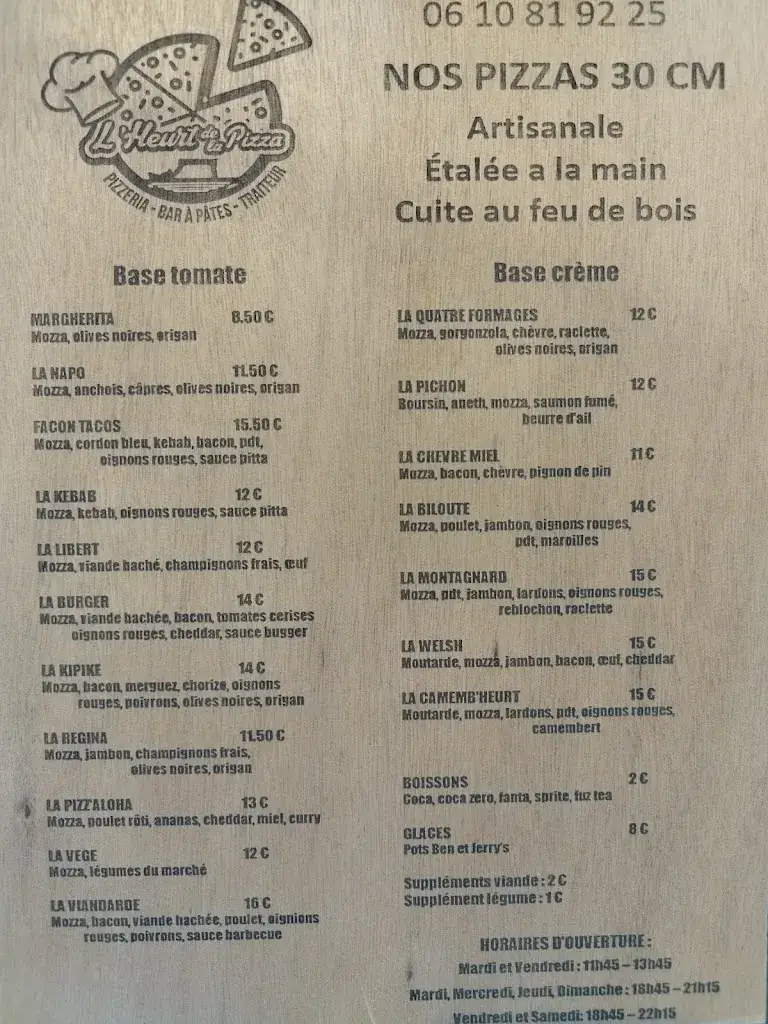 L'Heurt de la Pizza
PIZZERIA - BAR À PÂTES - TRAITEUR
06 10 81 92 25
NOS PIZZAS 30 CM
Artisanale
Étalée a la main
Cuite au feu de bois
Base tomate
MARGHERITA 8.50 €
Mozza, olives noires, origan
LA NAPO 11.50 €
Mozza, anchois, câpres, olives noires, origan
FACON TACOS 15.50 €
Mozza, cordon bleu, kebab, bacon, pdt,
oignons rouges, sauce pitta
LA KEBAB 12 €
Mozza, kebab, oignons rouges, sauce pitta
LA LIBERT 12 €
Mozza, viande haché, champignons frais, œuf
LA BURGER 14 €
Mozza, viande hachée, bacon, tomates cerises
oignons rouges, cheddar, sauce bugger
LA KIPIKE 14 €
Mozza, bacon, merguez, chorizo, oignons
rouges, poivrons, olives noires, origan
LA REGINA 11.50 €
Mozza, jambon, champignons frais,
olives noires, origan
LA PIZZ'ALOHA 13 €
Mozza, poulet rôti, ananas, cheddar, miel, curry
LA VEGE 12 €
Mozza, légumes du marché
LA VIANDARDE 16 €
Mozza, bacon, viande hachée, poulet, oignions
rouges, poivrons, sauce barbecue
Base crème
LA QUATRE FORMAGES 12 €
Mozza, gorgonzola, chèvre, raclette,
olives noires, origan
LA PICHON 12 €
Boursin, aneth, mozza, saumon fumé,
beurre d'ail
LA CHEVRE MIEL 11 €
Mozza, bacon, chèvre, pignon de pin
LA BILOUTE 14 €
Mozza, poulet, jambon, oignons rouges,
pdt, maroilles
LA MONTAGNARD 15 €
Mozza, pdt, jambon, lardons, oignons rouges,
reblochon, raclette
LA WELSH 15 €
Moutarde, mozza, jambon, bacon, œuf, cheddar
LA CAMEMB'HEURT 15 €
Moutarde, mozza, lardons, pdt, oignons rouges,
camembert
BOISSONS 2 €
Coca, coca zero, fanta, sprite, fuz tea
GLACES 8 €
Pots Ben et Jerry's
Suppléments viande : 2 €
Supplément légume : 1 €
HORAIRES D'OUVERTURE :
Mardi et Vendredi : 11h45 – 13h45
Mardi, Mercredi, Jeudi, Dimanche : 18h45 – 21h15
Vendredi et Samedi: 18h45 – 22h15